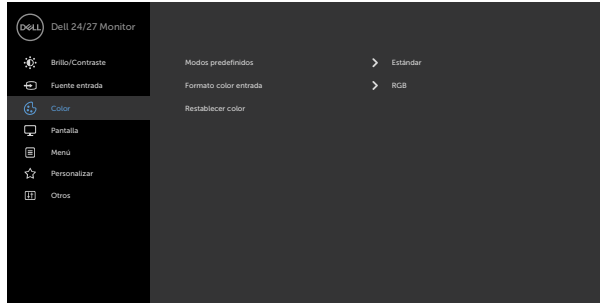 DELL Dell 24/27 Monitor
Brillo/Contraste Modos predefinidos Estándar
Fuente entrada Formato color entrada RGB
Color Restablecer color
Pantalla
Menú
Personalizar
Otros